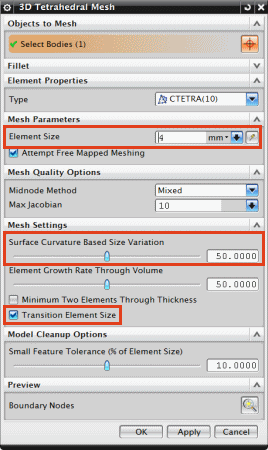 3D Tetrahedral Mesh
Objects to Mesh
Select Bodies (1)
Fillet
Element Properties
Type CTETRA(10)
Mesh Parameters
Element Size 4 mm
Attempt Free Mapped Meshing
Mesh Quality Options
Midnode Method Mixed
Max Jacobian 10
Mesh Settings
Surface Curvature Based Size Variation
50.0000
Element Growth Rate Through Volume
50.0000
Minimum Two Elements Through Thickness
Transition Element Size
Model Cleanup Options
Small Feature Tolerance (% of Element Size)
10.0000
Preview
Boundary Nodes
OK Apply Cancel